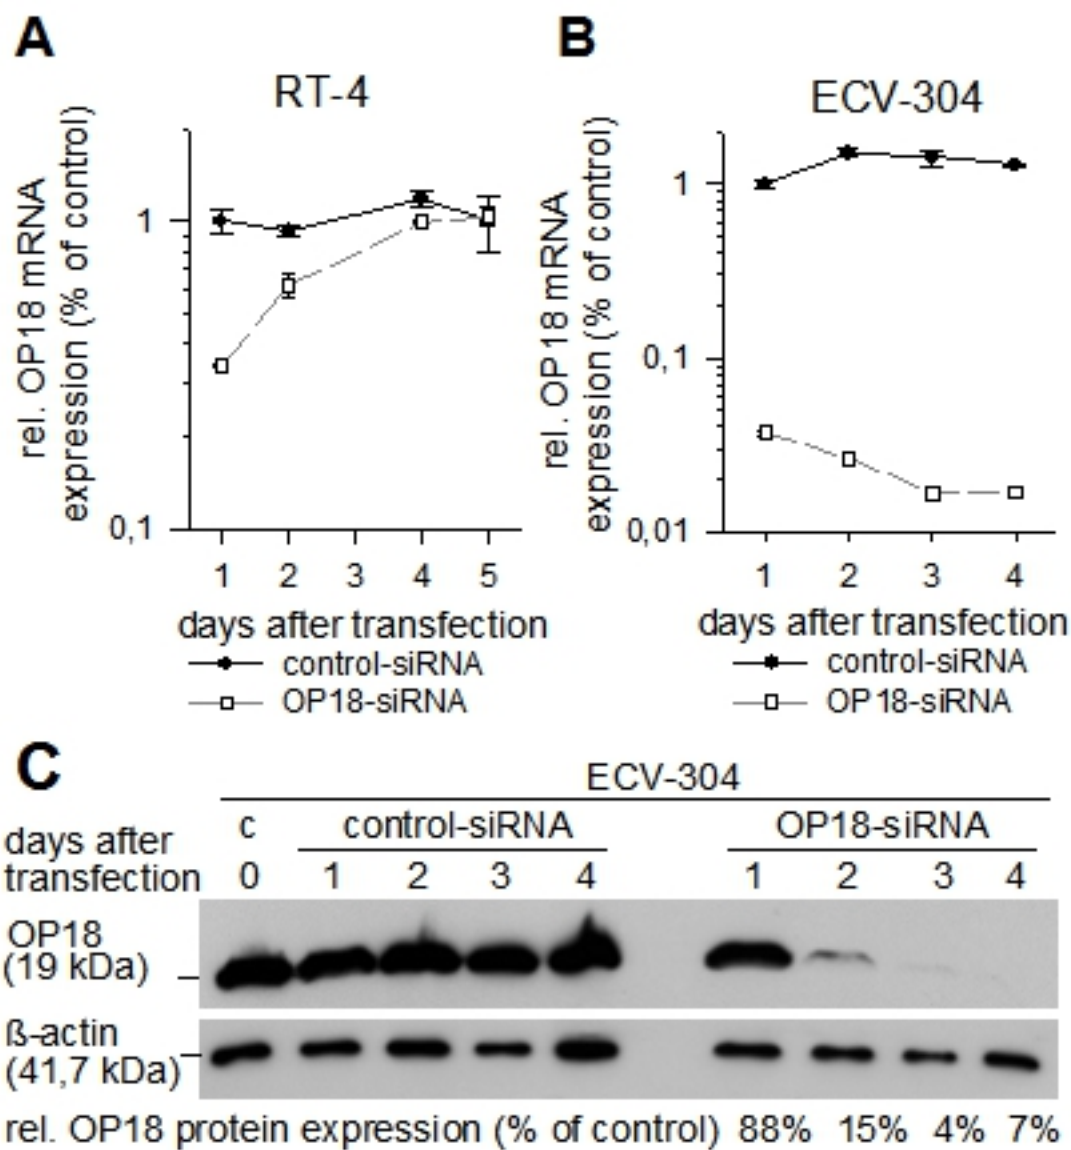 A
RT-4
rel. OP18 mRNA
expression (% of control)
1
0,1
1 2 3 4 5
days after transfection
control-siRNA
OP18-siRNA
B
ECV-304
rel. OP18 mRNA
expression (% of control)
1
0,1
0,01
1 2 3 4
days after transfection
control-siRNA
OP18-siRNA
C
ECV-304
days after
transfection
c control-siRNA OP18-siRNA
0 1 2 3 4 1 2 3 4
OP18
(19 kDa)
ß-actin
(41,7 kDa)
rel. OP18 protein expression (% of control) 88% 15% 4% 7%